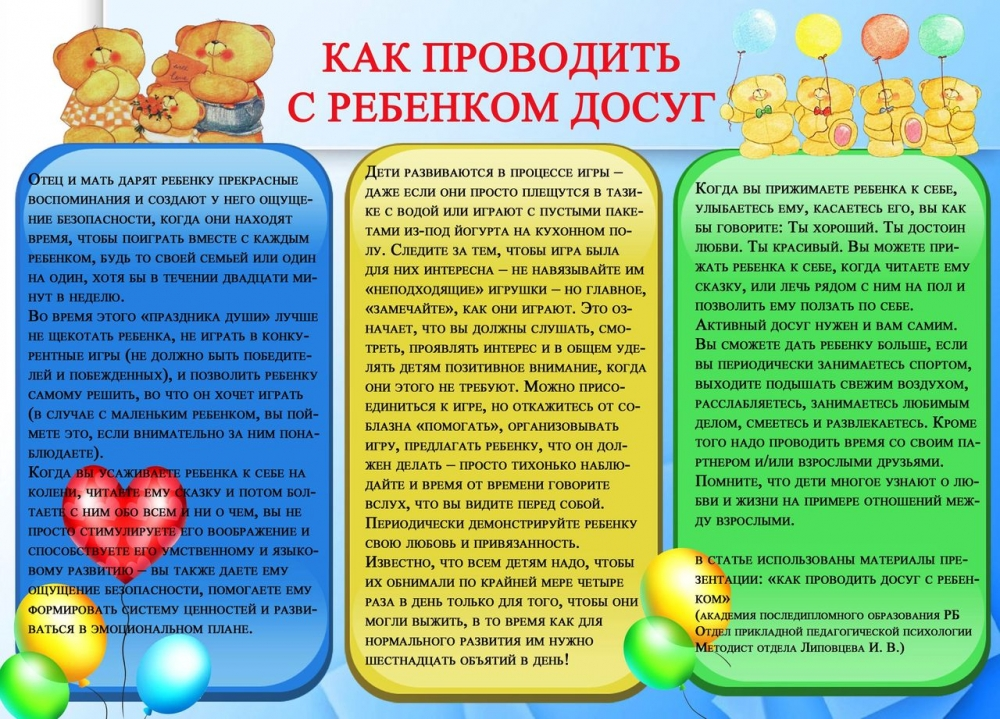 КАК ПРОВОДИТЬ
С РЕБЕНКОМ ДОСУГ
Отец и мать дарят ребенку прекрасные
воспоминания и создают у него ощуще-
ние безопасности, когда они находят
время, чтобы поиграть вместе с каждым
ребенком, будь то своей семьей или один
на один, хотя бы в течении двадцати ми-
нут в неделю.
Во время этого «праздника души» лучше
не щекотать ребенка, не играть в конку-
рентные игры (не должно быть победите-
лей и побежденных), и позволить ребенку
самому решить, во что он хочет играть
(в случае с маленьким ребенком, вы пой-
мете это, если внимательно за ним пона-
блюдаете).
Когда вы усаживаете ребенка к себе на
колени, читаете ему сказку и потом бол-
таете с ним обо всем и ни о чем, вы не
просто стимулируете его воображение и
способствуете его умственному и языко-
вому развитию – вы также даете ему
ощущение безопасности, помогаете ему
формировать систему ценностей и разви-
ваться в эмоциональном плане.
Дети развиваются в процессе игры –
даже если они просто плещутся в тази-
ке с водой или играют с пустыми паке-
тами из-под йогурта на кухонном по-
лу. Следите за тем, чтобы игра была
для них интересна – не навязывайте им
«неподходящие» игрушки – но главное,
«замечайте», как они играют. Это оз-
начает, что вы должны слушать, смо-
треть, проявлять интерес и в общем уде-
лять детям позитивное внимание, когда
они этого не требуют. Можно присо-
единиться к игре, но откажитесь от со-
блазна «помогать», организовывать
игру, предлагать ребенку, что он дол-
жен делать – просто тихонько наблю-
дайте и время от времени говорите
вслух, что вы видите перед собой.
Периодически демонстрируйте ребенку
свою любовь и привязанность.
Известно, что всем детям надо, чтобы
их обнимали по крайней мере четыре
раза в день только для того, чтобы они
могли выжить, в то время как для
нормального развития им нужно
шестнадцать объятий в день!
Когда вы прижимаете ребенка к себе,
улыбаетесь ему, касаетесь его, вы как
бы говорите: Ты хороший. Ты достоин
любви. Ты красивый. Вы можете при-
жать ребенка к себе, когда читаете ему
сказку, или лечь рядом с ним на пол и
позволить ему ползать по себе.
Активный досуг нужен и вам самим.
Вы сможете дать ребенку больше, если
вы периодически занимаетесь спортом,
выходите подышать свежим воздухом,
расслабляетесь, занимаетесь любимым
делом, смеетесь и развлекаетесь. Кроме
того надо проводить время со своим па-
ртнером и/или взрослыми друзьями.
Помните, что дети многое узнают о лю-
бви и жизни на примере отношений меж-
ду взрослыми.
в статье использованы материалы пре-
зентации: «как проводить досуг с ребен-
ком»
(академия последипломного образования РБ
Отдел прикладной педагогической психологии
Методист отдела Липовцева И. В.)